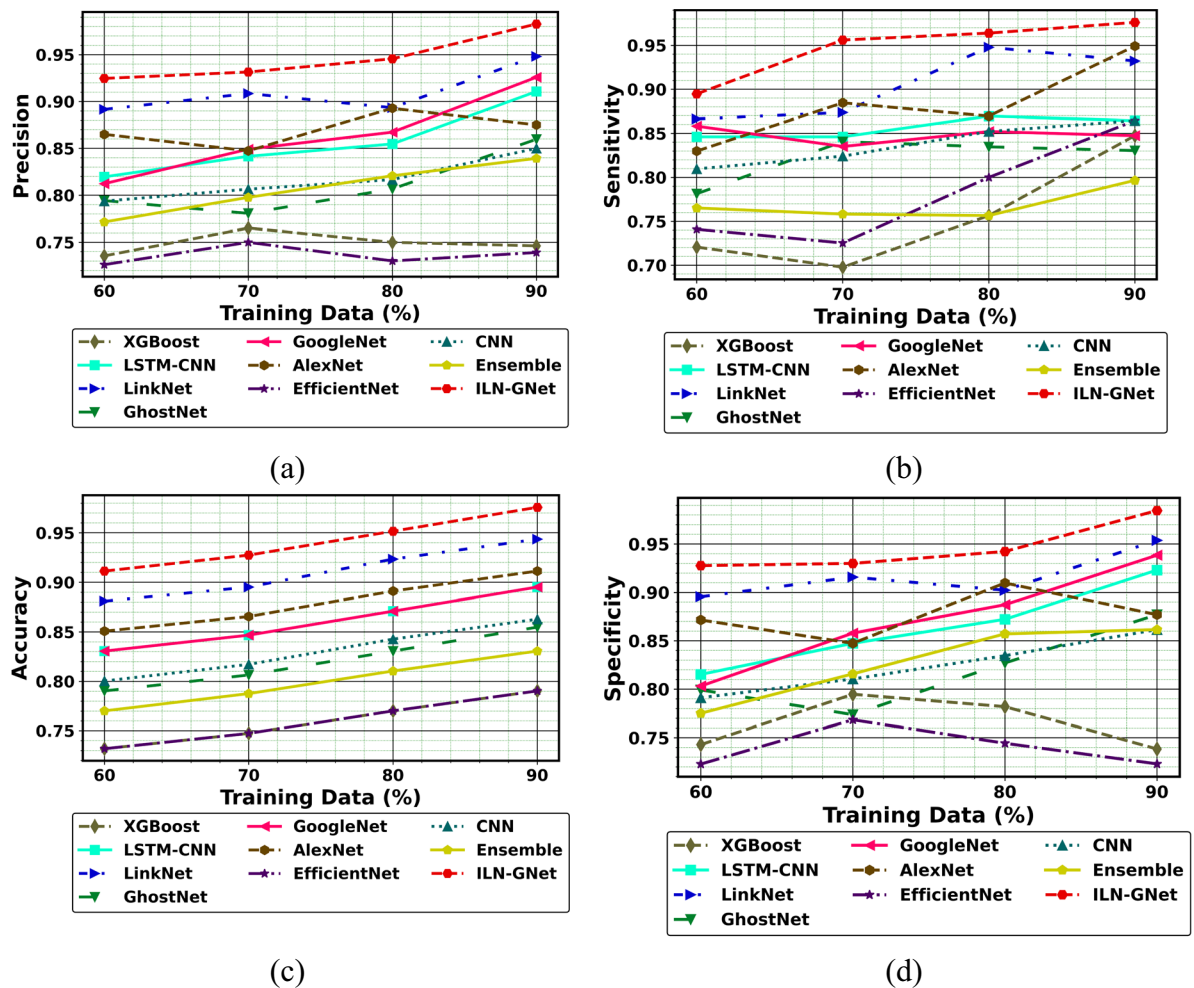 Precision
0.95
0.90
0.85
0.80
0.75
60 70 80 90
Training Data (%)
XGBoost GoogleNet CNN
LSTM-CNN AlexNet Ensemble
LinkNet EfficientNet ILN-GNet
GhostNet
(a)
Sensitivity
0.95
0.90
0.85
0.80
0.75
0.70
60 70 80 90
Training Data (%)
XGBoost GoogleNet CNN
LSTM-CNN AlexNet Ensemble
LinkNet EfficientNet ILN-GNet
GhostNet
(b)
Accuracy
0.95
0.90
0.85
0.80
0.75
60 70 80 90
Training Data (%)
XGBoost GoogleNet CNN
LSTM-CNN AlexNet Ensemble
LinkNet EfficientNet ILN-GNet
GhostNet
(c)
Specificity
0.95
0.90
0.85
0.80
0.75
60 70 80 90
Training Data (%)
XGBoost GoogleNet CNN
LSTM-CNN AlexNet Ensemble
LinkNet EfficientNet ILN-GNet
GhostNet
(d)